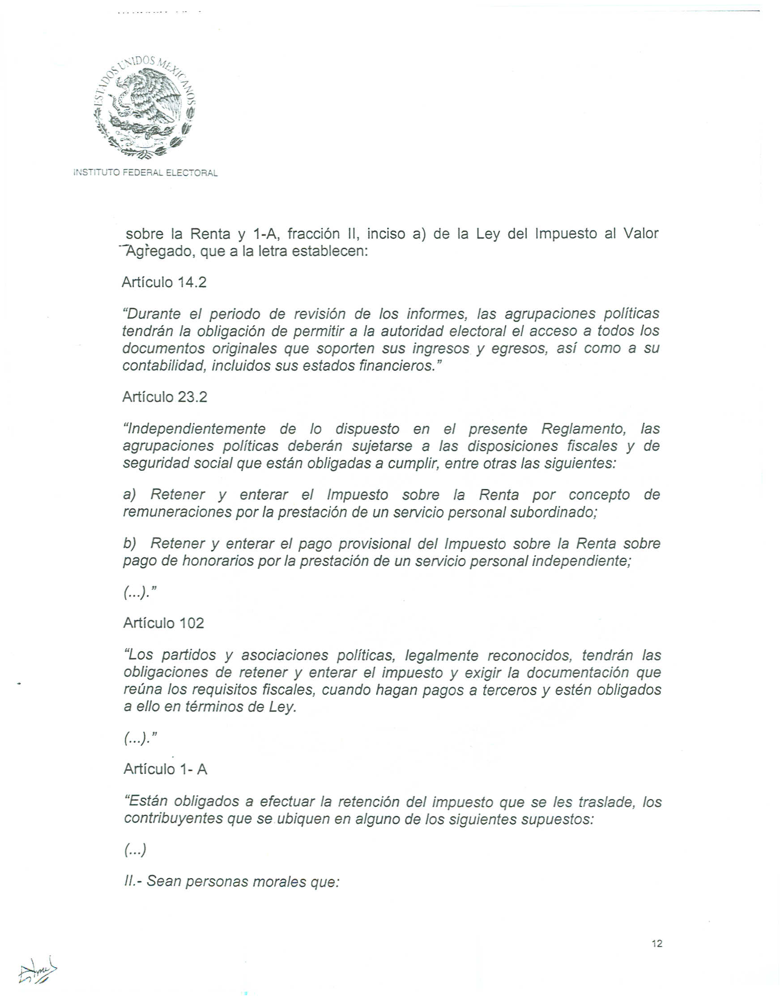 ESTADOS UNIDOS MEXICANOS
INSTITUTO FEDERAL ELECTORAL
sobre la Renta y 1-A, fracción II, inciso a) de la Ley del Impuesto al Valor
Agregado, que a la letra establecen:
Artículo 14.2
“Durante el periodo de revisión de los informes, las agrupaciones políticas
tendrán la obligación de permitir a la autoridad electoral el acceso a todos los
documentos originales que soporten sus ingresos y egresos, así como a su
contabilidad, incluidos sus estados financieros.”
Artículo 23.2
“Independientemente de lo dispuesto en el presente Reglamento, las
agrupaciones políticas deberán sujetarse a las disposiciones fiscales y de
seguridad social que están obligadas a cumplir, entre otras las siguientes:
a) Retener y enterar el Impuesto sobre la Renta por concepto de
remuneraciones por la prestación de un servicio personal subordinado;
b) Retener y enterar el pago provisional del Impuesto sobre la Renta sobre
pago de honorarios por la prestación de un servicio personal independiente;
(...).”
Artículo 102
“Los partidos y asociaciones políticas, legalmente reconocidos, tendrán las
obligaciones de retener y enterar el impuesto y exigir la documentación que
reúna los requisitos fiscales, cuando hagan pagos a terceros y estén obligados
a ello en términos de Ley.
(...).”
Artículo 1- A
“Están obligados a efectuar la retención del impuesto que se les traslade, los
contribuyentes que se ubiquen en alguno de los siguientes supuestos:
(...)
II.- Sean personas morales que:
12